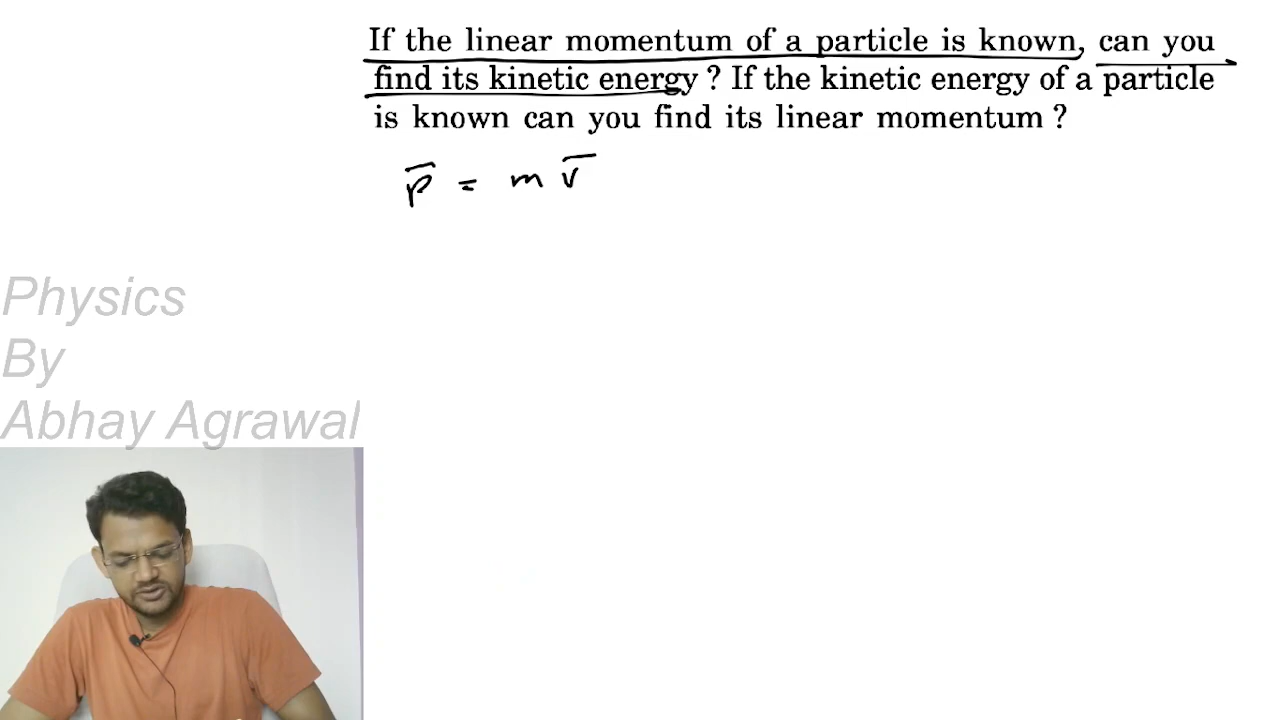 If the linear momentum of a particle is known, can you
find its kinetic energy ? If the kinetic energy of a particle
is known can you find its linear momentum ?
p̅ = m v̅
Physics
By
Abhay Agrawal